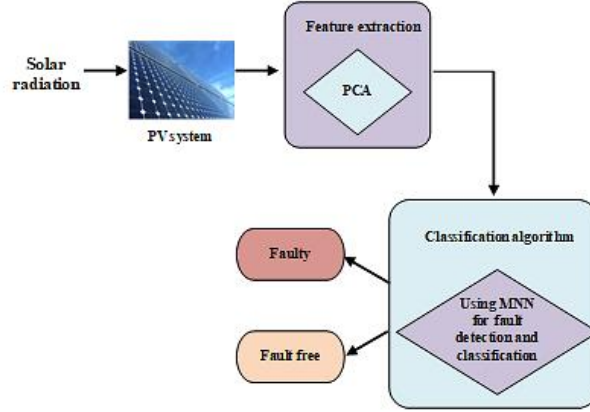 Feature extraction
Solar
radiation
PCA
PV system
Classification algorithm
Faulty
Using MNN
for fault
detection and
classification
Fault free